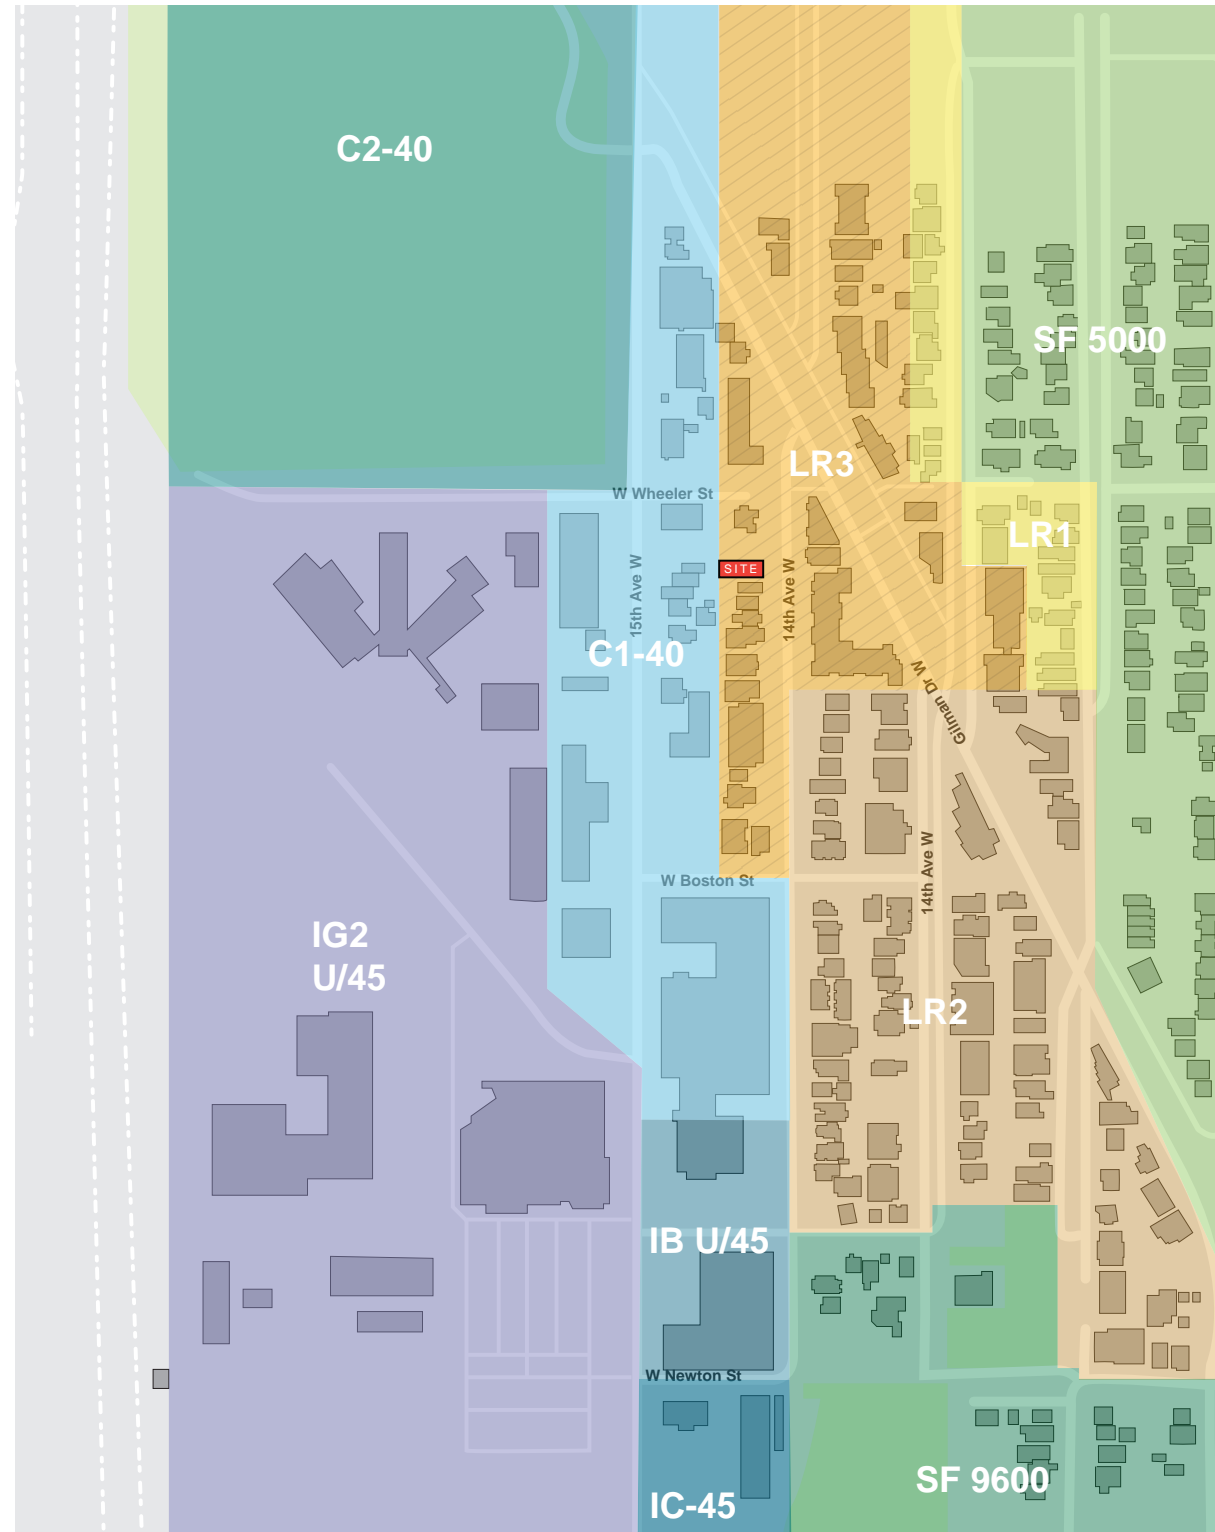 C2-40
SF 5000
LR3
W Wheeler St
LR1
SITE
15th Ave W
14th Ave W
C1-40
Gilman Dr W
14th Ave W
W Boston St
IG2
U/45
LR2
IB U/45
W Newton St
SF 9600
IC-45